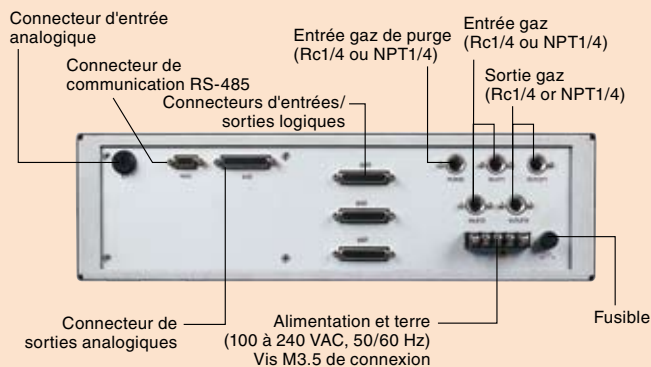 Connecteur d'entrée
analogique
Connecteur de
communication RS-485
Connecteurs d'entrées/
sorties logiques
Entrée gaz de purge
(Rc1/4 ou NPT1/4)
Entrée gaz
(Rc1/4 ou NPT1/4)
Sortie gaz
(Rc1/4 or NPT1/4)
Connecteur de
sorties analogiques
Alimentation et terre
(100 à 240 VAC, 50/60 Hz)
Vis M3.5 de connexion
Fusible